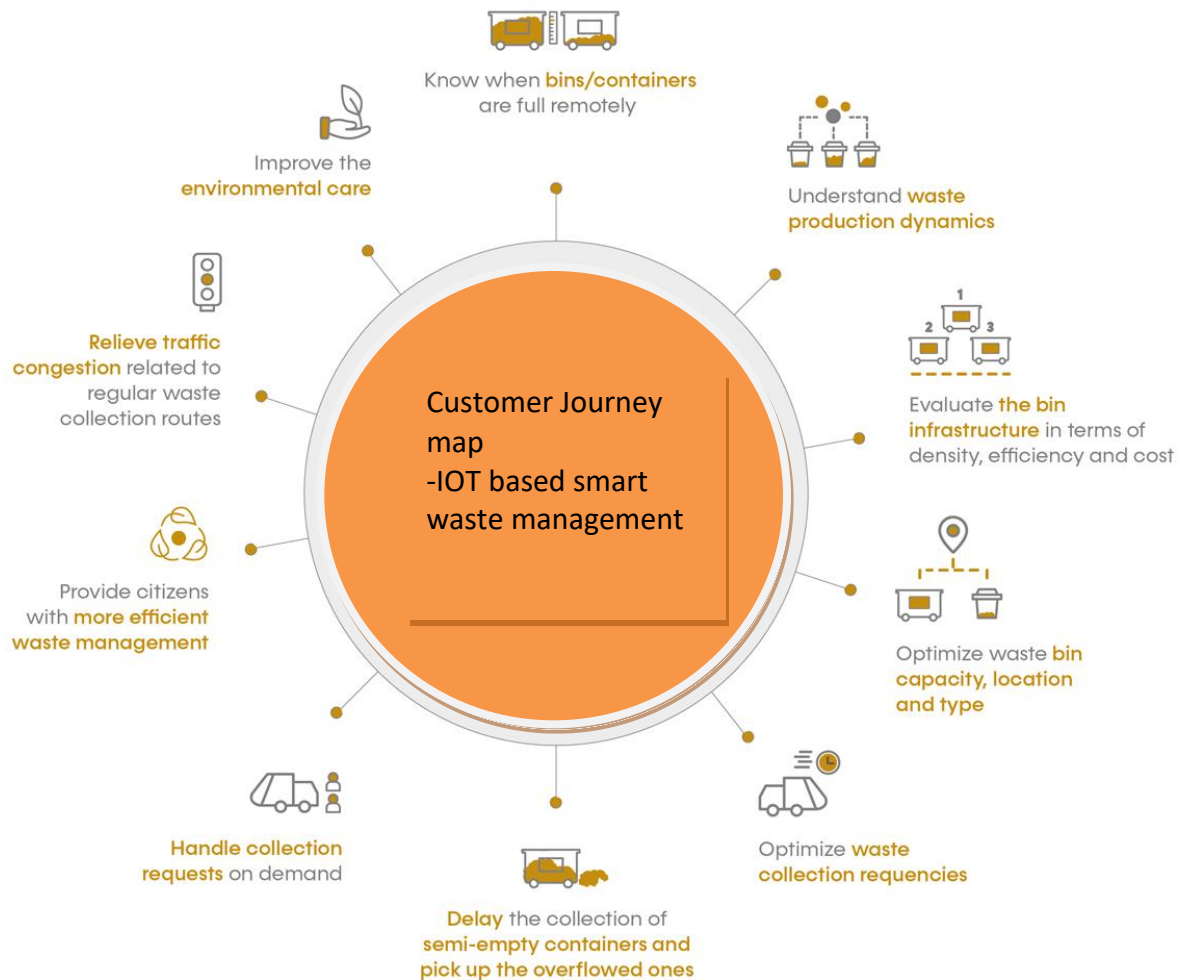 Know when bins/containers
are full remotely
Understand waste
production dynamics
1
2 3
Evaluate the bin
infrastructure in terms of
density, efficiency and cost
Optimize waste bin
capacity, location
and type
Optimize waste
collection requencies
Delay the collection of
semi-empty containers and
pick up the overflowed ones
Handle collection
requests on demand
Provide citizens
with more efficient
waste management
Relieve traffic
congestion related to
regular waste
collection routes
Improve the
environmental care
Customer Journey
map
-IOT based smart
waste management